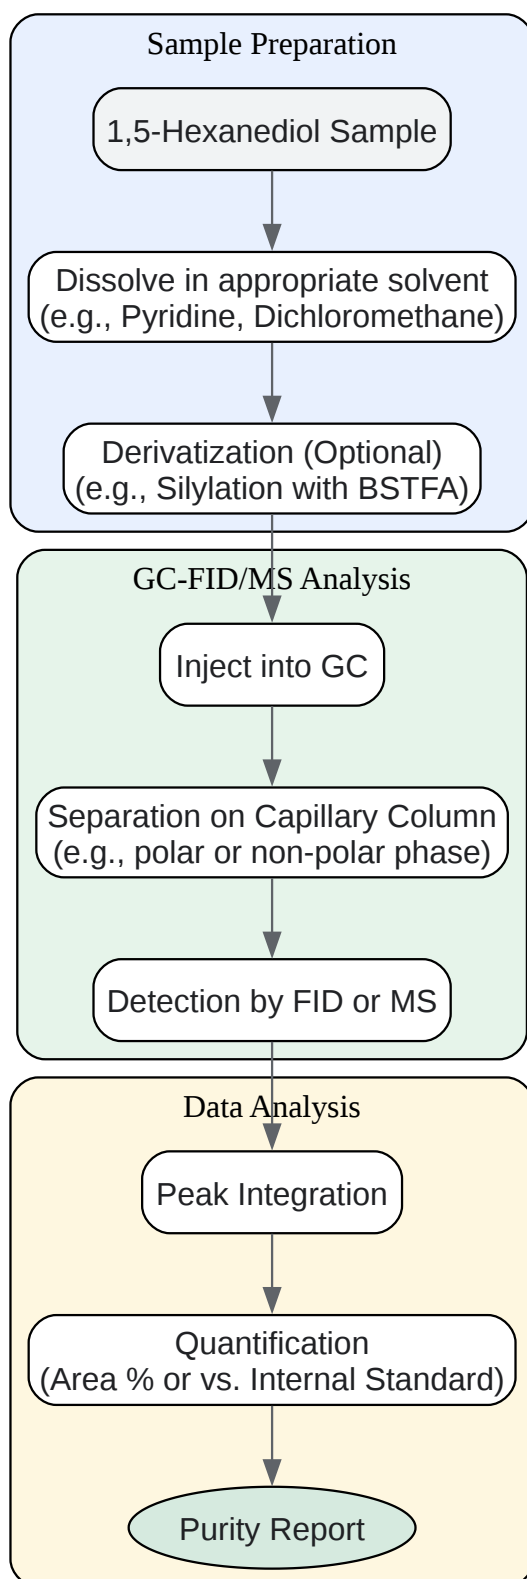 Sample Preparation
1,5-Hexanediol Sample
Dissolve in appropriate solvent
(e.g., Pyridine, Dichloromethane)
Derivatization (Optional)
(e.g., Silylation with BSTFA)
GC-FID/MS Analysis
Inject into GC
Separation on Capillary Column
(e.g., polar or non-polar phase)
Detection by FID or MS
Data Analysis
Peak Integration
Quantification
(Area % or vs. Internal Standard)
Purity Report